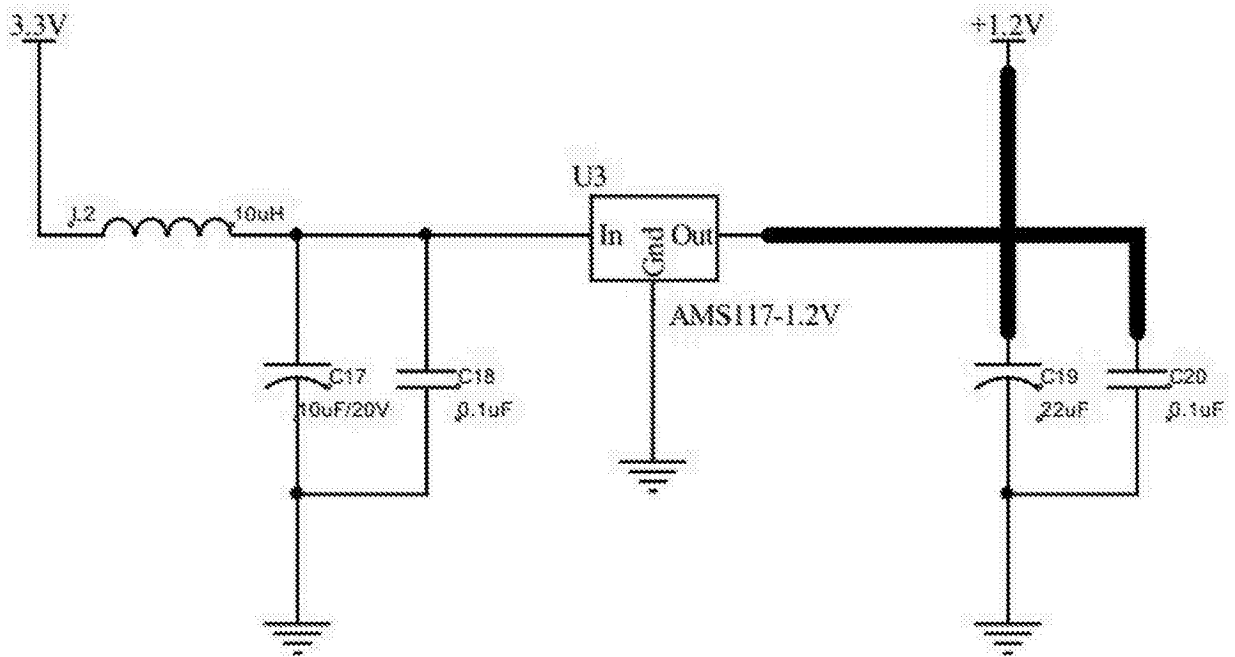 3.3V
+1.2V
U3
L2
10uH
In
Gnd
Out
AMS117-1.2V
C17
10uF/20V
C18
0.1uF
C19
22uF
C20
0.1uF